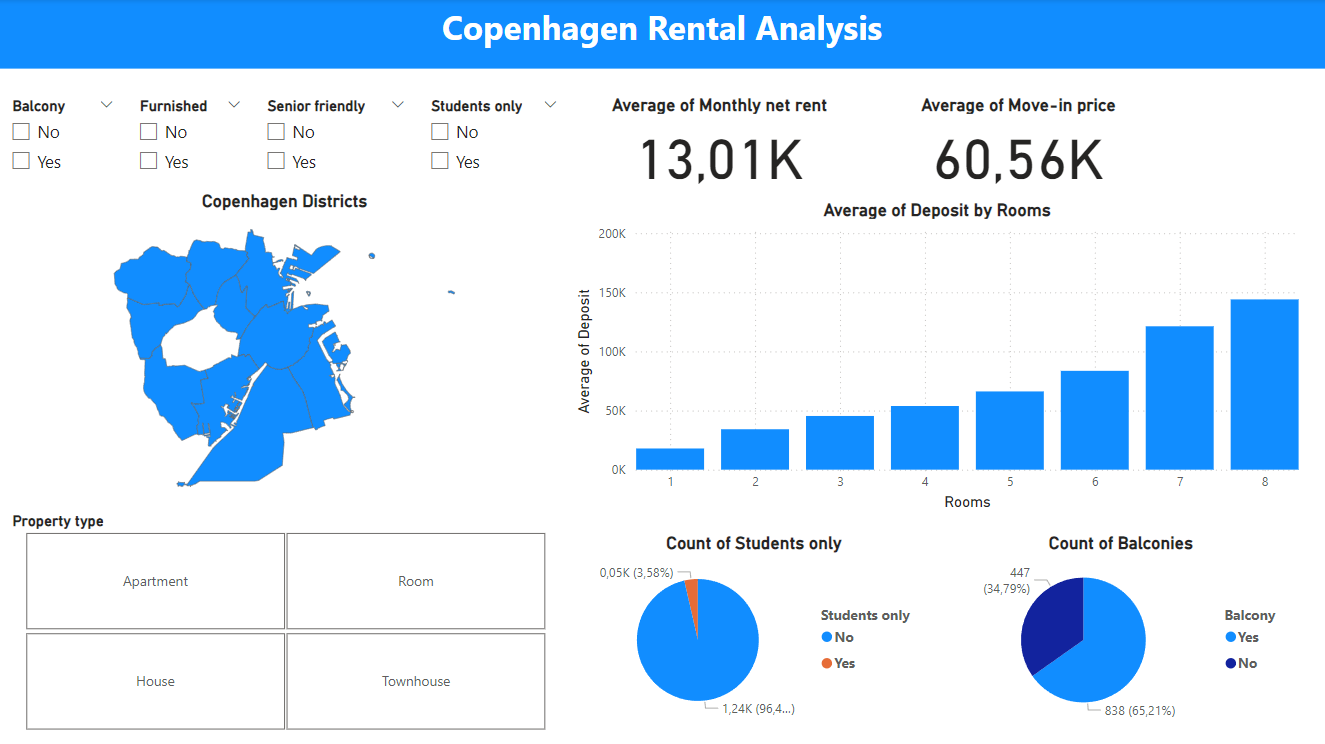 Copenhagen Rental Analysis
Balcony
No
Yes
Furnished
No
Yes
Senior friendly
No
Yes
Students only
No
Yes
Average of Monthly net rent
13,01K
Average of Move-in price
60,56K
Copenhagen Districts
Average of Deposit by Rooms
Average of Deposit
200K
150K
100K
50K
0K
1 2 3 4 5 6 7 8
Rooms
Property type
Apartment
Room
House
Townhouse
Count of Students only
0,05K (3,58%)
1,24K (96,4...)
Students only
No
Yes
Count of Balconies
447
(34,79%)
838 (65,21%)
Balcony
Yes
No